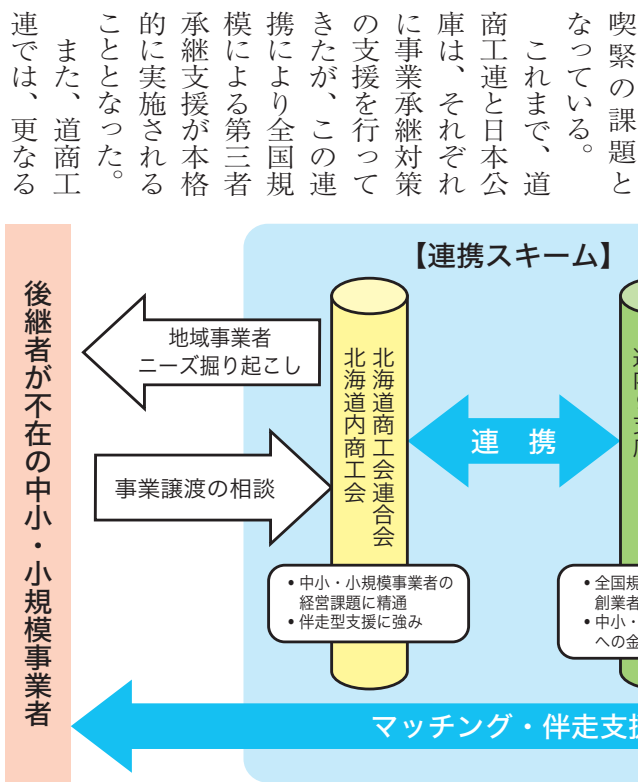 喫緊の課題と
なっている。
これまで、道
商工連と日本公
庫は、それぞれ
に事業承継対策
の支援を行って
きたが、この連
携により全国規
模による第三者
承継支援が本格
的に実施される
こととなった。
また、道商工
連では、更なる
【連携スキーム】
後継者が不在の中小・小規模事業者
地域事業者
ニーズ掘り起こし
事業譲渡の相談
北海道商工会連合会
北海道内商工会
連 携
• 中小・小規模事業者の
経営課題に精通
• 伴走型支援に強み
• 全国規
創業者
• 中小・
への金
マッチング・伴走支援